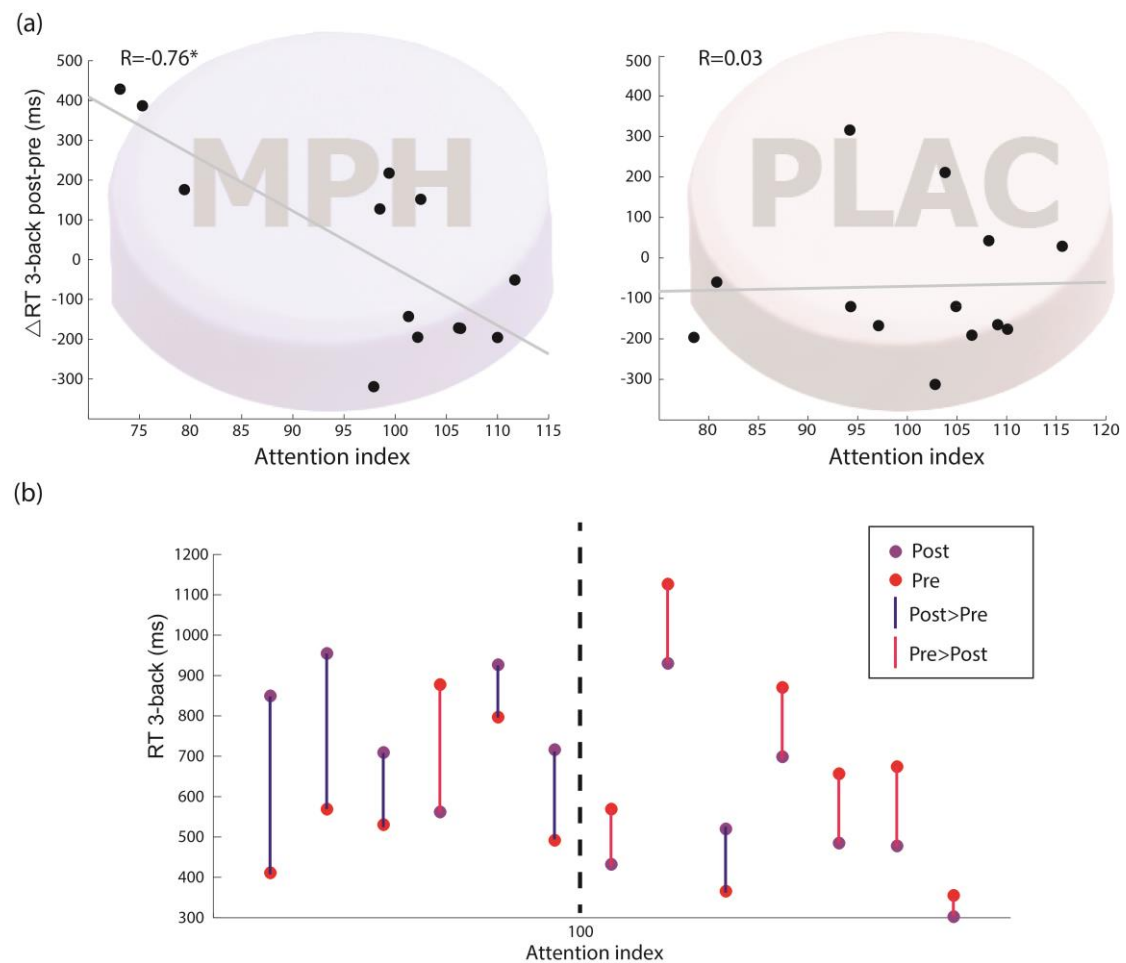 (a)
R=-0.76*
R=0.03
MPH
PLAC
△RT 3-back post-pre (ms)
500
400
300
200
100
0
-100
-200
-300
75 80 85 90 95 100 105 110 115
Attention index
500
400
300
200
100
0
-100
-200
-300
80 85 90 95 100 105 110 115 120
Attention index
(b)
RT 3-back (ms)
1200
1100
1000
900
800
700
600
500
400
300
100
Attention index
Post
Pre
Post>Pre
Pre>Post